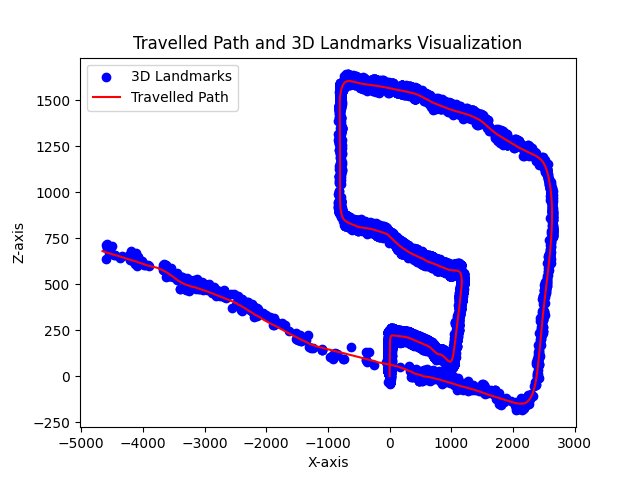 Travelled Path and 3D Landmarks Visualization
3D Landmarks
Travelled Path
1500
1250
1000
750
500
250
0
−250
Z-axis
−5000 −4000 −3000 −2000 −1000 0 1000 2000 3000
X-axis